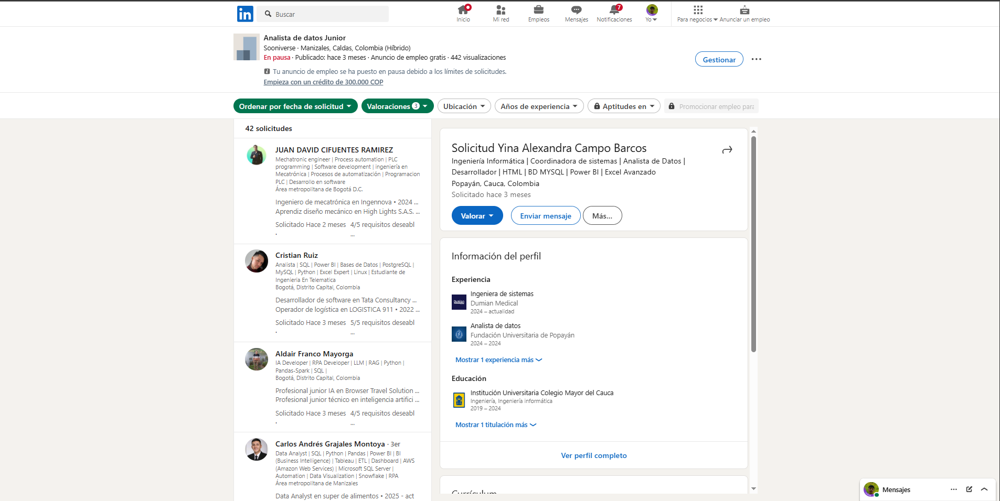 in
Buscar
Inicio
Mi red
Empleos
Mensajes
7
Notificaciones
Yo
Para negocios
Anunciar un empleo
Analista de datos Junior
Sooniverse · Manizales, Caldas, Colombia (Híbrido)
En pausa · Publicado: hace 3 meses · Anuncio de empleo gratis · 442 visualizaciones
Tu anuncio de empleo se ha puesto en pausa debido a los límites de solicitudes.
Empieza con un crédito de 300.000 COP
Gestionar
Ordenar por fecha de solicitud
Valoraciones 3
Ubicación
Años de experiencia
Aptitudes en
Promocionar empleo para
42 solicitudes
JUAN DAVID CIFUENTES RAMIREZ
Mechatronic engineer | Process automation | PLC
programming | Software development | ingeniería en
Mecatrónica | Procesos de automatización | Programacion
PLC | Desarrollo en software
Área metropolitana de Bogotá D.C.
Ingeniero de mecatrónica en Ingennova • 2024 ...
Aprendiz diseño mecánico en High Lights S.A.S. ...
Solicitado Hace 2 meses · 4/5 requisitos deseabl ...
Cristian Ruiz
Analista | SQL | Power BI | Bases de Datos | PostgreSQL |
MySQL | Python | Excel Expert | Linux | Estudiante de
Ingenieria En Telematica
Bogotá, Distrito Capital, Colombia
Desarrollador de software en Tata Consultancy ...
Operador de logística en LOGISTICA 911 • 2022 ...
Solicitado Hace 3 meses · 5/5 requisitos deseabl ...
Aldair Franco Mayorga
IA Developer | RPA Developer | LLM | RAG | Python |
Pandas-Spark | SQL |
Bogotá, Distrito Capital, Colombia
Profesional junior IA en Browser Travel Solution ...
Profesional junior técnico en inteligencia artifici ...
Solicitado Hace 3 meses · 4/5 requisitos deseabl ...
Carlos Andrés Grajales Montoya · 3er
Data Analyst | SQL | Python | Pandas | Power BI | BI
(Business Intelligence) | Tableau | ETL | Dashboard | AWS
(Amazon Web Services) | Microsoft SQL Server |
Automation | Data Visualization | Snowflake | RPA
Área metropolitana de Manizales
Data Analyst en super de alimentos • 2025 - act
Solicitud Yina Alexandra Campo Barcos
Ingeniería Informática | Coordinadora de sistemas | Analista de Datos |
Desarrollador | HTML | BD MYSQL | Power BI | Excel Avanzado
Popayán, Cauca, Colombia
Solicitado hace 3 meses
Valorar
Enviar mensaje
Más...
Información del perfil
Experiencia
Ingeniera de sistemas
Dumian
Dumian Medical
2024 – actualidad
Analista de datos
Fundación Universitaria de Popayán
2024 – 2024
Mostrar 1 experiencia más
Educación
Institución Universitaria Colegio Mayor del Cauca
Ingeniería, Ingeniería informática
2019 – 2024
Mostrar 1 titulación más
Ver perfil completo
Currículum
Mensajes